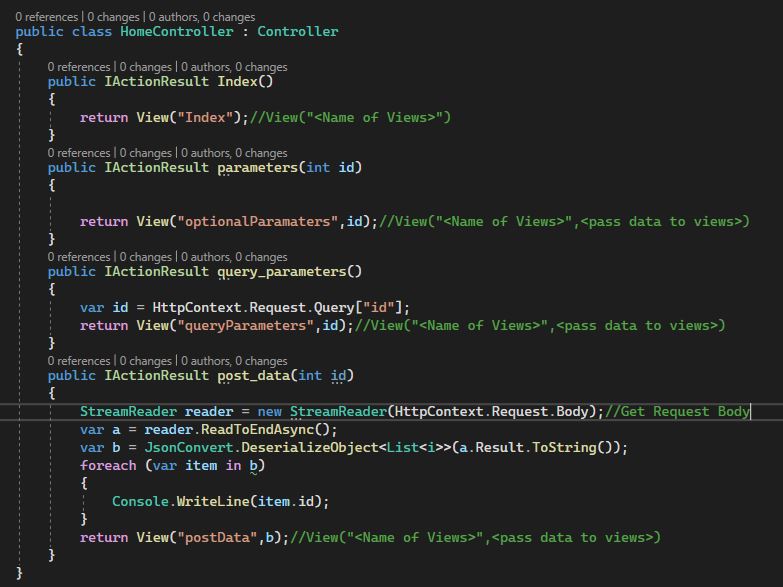 0 references | 0 changes | 0 authors, 0 changes
public class HomeController : Controller
{
0 references | 0 changes | 0 authors, 0 changes
public IActionResult Index()
{
return View("Index");//View("<Name of Views>")
}
0 references | 0 changes | 0 authors, 0 changes
public IActionResult parameters(int id)
{
return View("optionalParamaters",id);//View("<Name of Views>",<pass data to views>)
}
0 references | 0 changes | 0 authors, 0 changes
public IActionResult query_parameters()
{
var id = HttpContext.Request.Query["id"];
return View("queryParameters",id);//View("<Name of Views>",<pass data to views>)
}
0 references | 0 changes | 0 authors, 0 changes
public IActionResult post_data(int id)
{
StreamReader reader = new StreamReader(HttpContext.Request.Body);//Get Request Body
var a = reader.ReadToEndAsync();
var b = JsonConvert.DeserializeObject<List<i>>(a.Result.ToString());
foreach (var item in b)
{
Console.WriteLine(item.id);
}
return View("postData",b);//View("<Name of Views>",<pass data to views>)
}
}